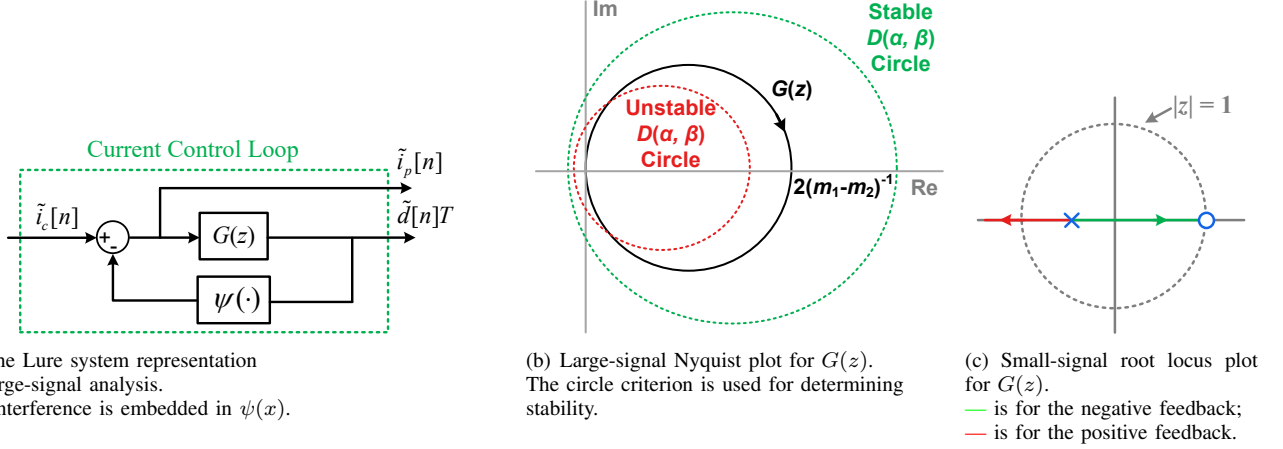 Current Control Loop
ĩ_c[n]
+
-
G(z)
ψ(·)
ĩ_p[n]
d̃[n]T
he Lure system representation
rge-signal analysis.
nterference is embedded in ψ(x).
Im
Stable
D(α, β)
Circle
G(z)
Unstable
D(α, β)
Circle
2(m₁-m₂)⁻¹
Re
(b) Large-signal Nyquist plot for G(z).
The circle criterion is used for determining
stability.
|z| = 1
(c) Small-signal root locus plot
for G(z).
— is for the negative feedback;
— is for the positive feedback.